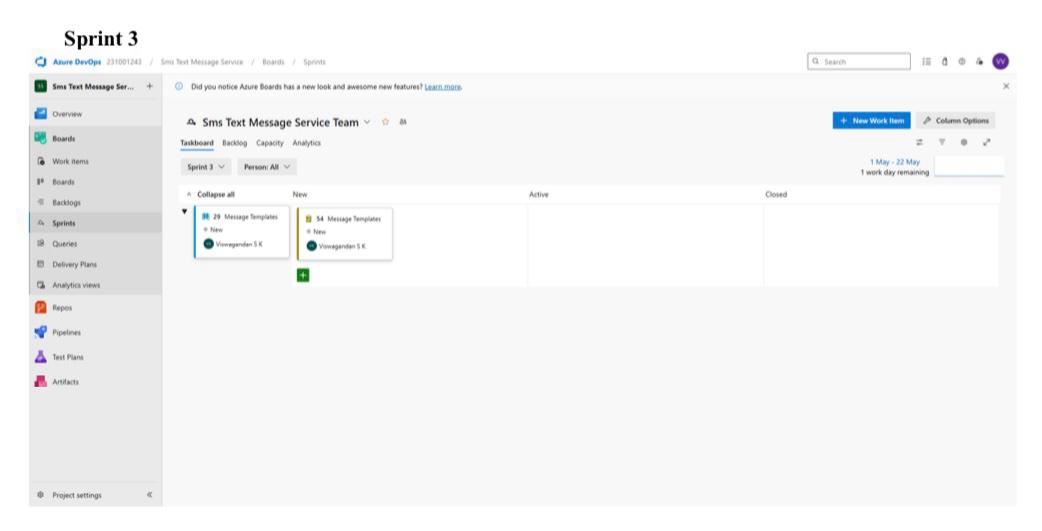 Sprint 3
Azure DevOps 231001243 / Sms Text Message Service / Boards / Sprints
Search
VV
Sms Text Message Ser... +
Did you notice Azure Boards has a new look and awesome new features? Learn more.
Overview
Boards
Work items
Boards
Backlogs
Sprints
Queries
Delivery Plans
Analytics views
Repos
Pipelines
Test Plans
Artifacts
Project settings
Sms Text Message Service Team
+ New Work Item
Column Options
Taskboard Backlog Capacity Analytics
Sprint 3
Person: All
1 May - 22 May
1 work day remaining
Collapse all New Active Closed
29 Message Templates
New
Viswagandan S K
54 Message Templates
New
Viswagandan S K